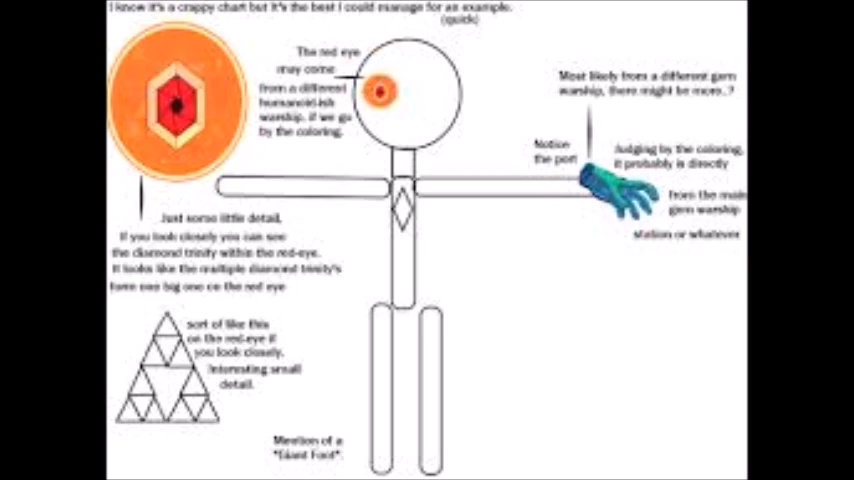 I know it's a crappy chart but it's the best I could manage for an example.
(quick)
The red eye
may come
from a different
humanoid-ish
warship. if we go
by the coloring.
Most likely from a different gem
warship, there might be more..?
Notice
the port
Judging by the coloring,
it probably is directly
from the main
gem warship
station or whatever
Just some little detail,
if you look closely you can see
the diamond trinity within the red-eye.
It looks like the multiple diamond trinity's
form one big one on the red eye
sort of like this
on the red-eye if
you look closely.
Interesting small
detail.
Mention of a
"Giant Foot".